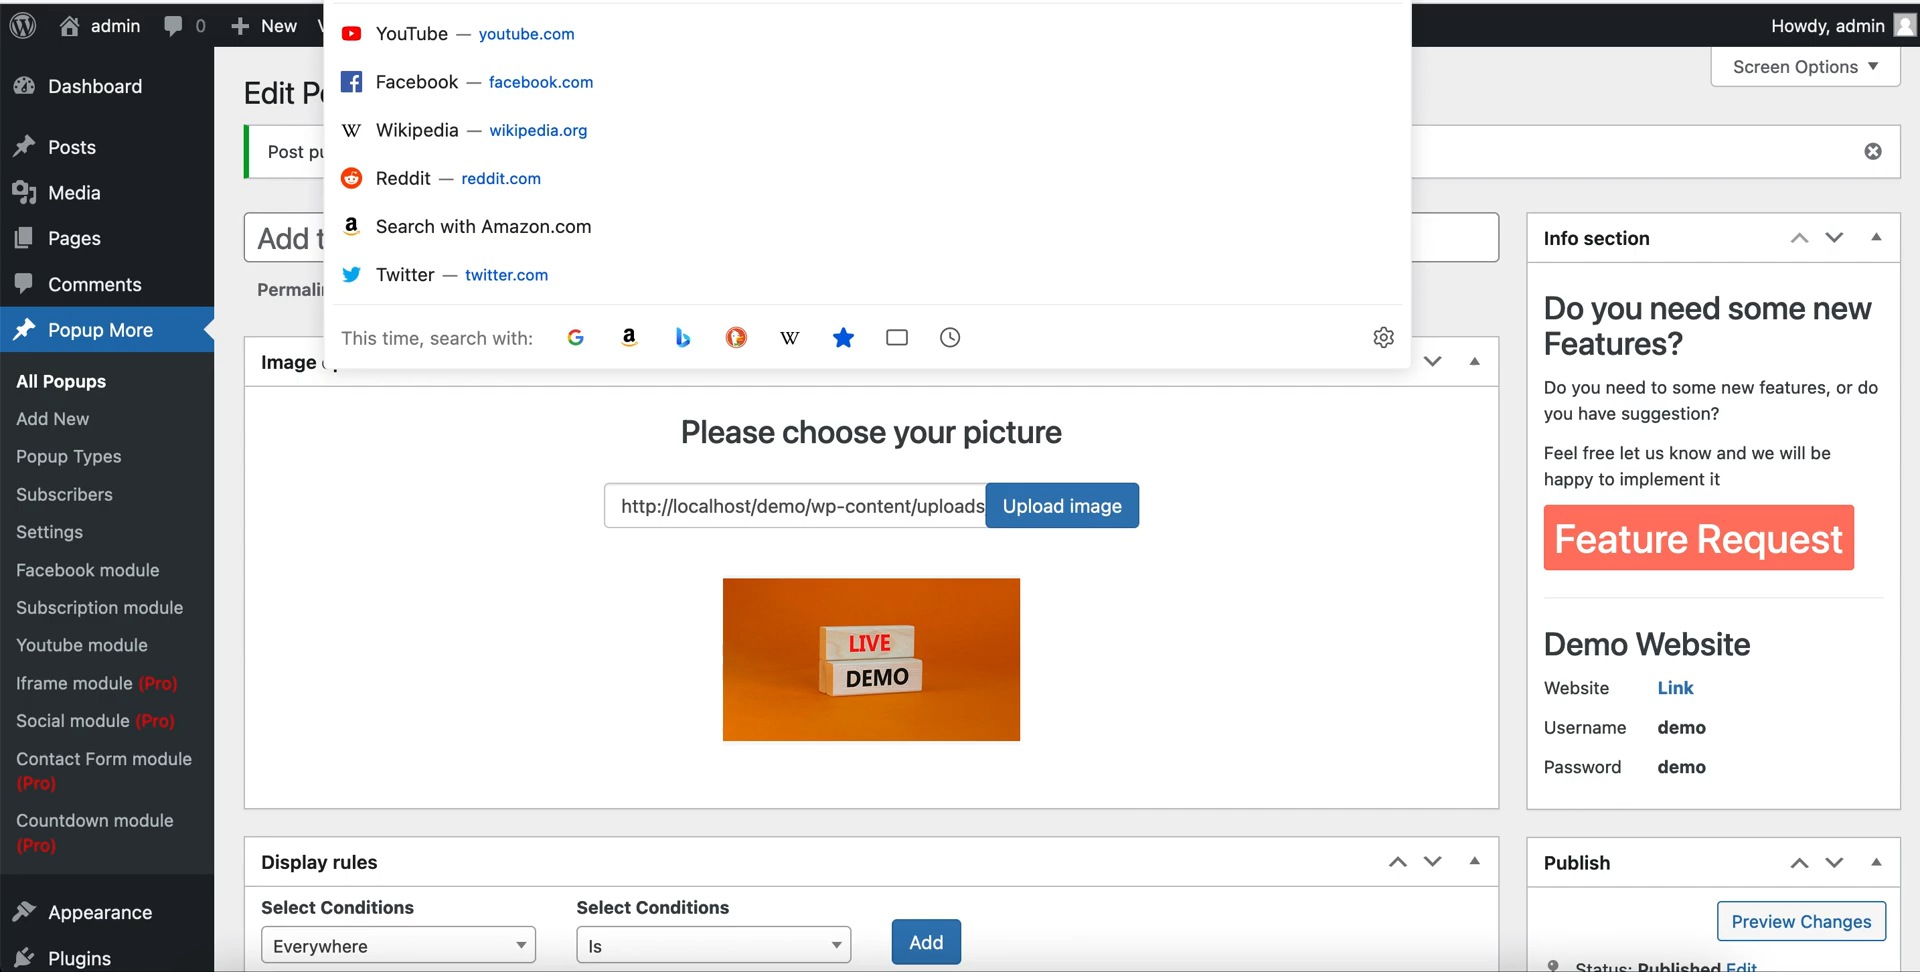 admin
0
New
YouTube — youtube.com
Howdy, admin
Screen Options
Dashboard
Facebook — facebook.com
Edit
Wikipedia — wikipedia.org
Posts
Post
Reddit — reddit.com
Media
Search with Amazon.com
Pages
Add
Info section
Twitter — twitter.com
Comments
Do you need some new
Features?
Popup More
This time, search with:
Image
Do you need to some new features, or do
you have suggestion?
All Popups
Add New
Please choose your picture
Feel free let us know and we will be
happy to implement it
Popup Types
Subscribers
http://localhost/demo/wp-content/uploads
Upload image
Feature Request
Settings
Facebook module
Subscription module
LIVE
DEMO
Demo Website
Youtube module
Website Link
Iframe module (Pro)
Username demo
Social module (Pro)
Password demo
Contact Form module
(Pro)
Countdown module
(Pro)
Display rules
Publish
Select Conditions
Select Conditions
Appearance
Everywhere
Is
Add
Preview Changes
Plugins
Status: Published Edit